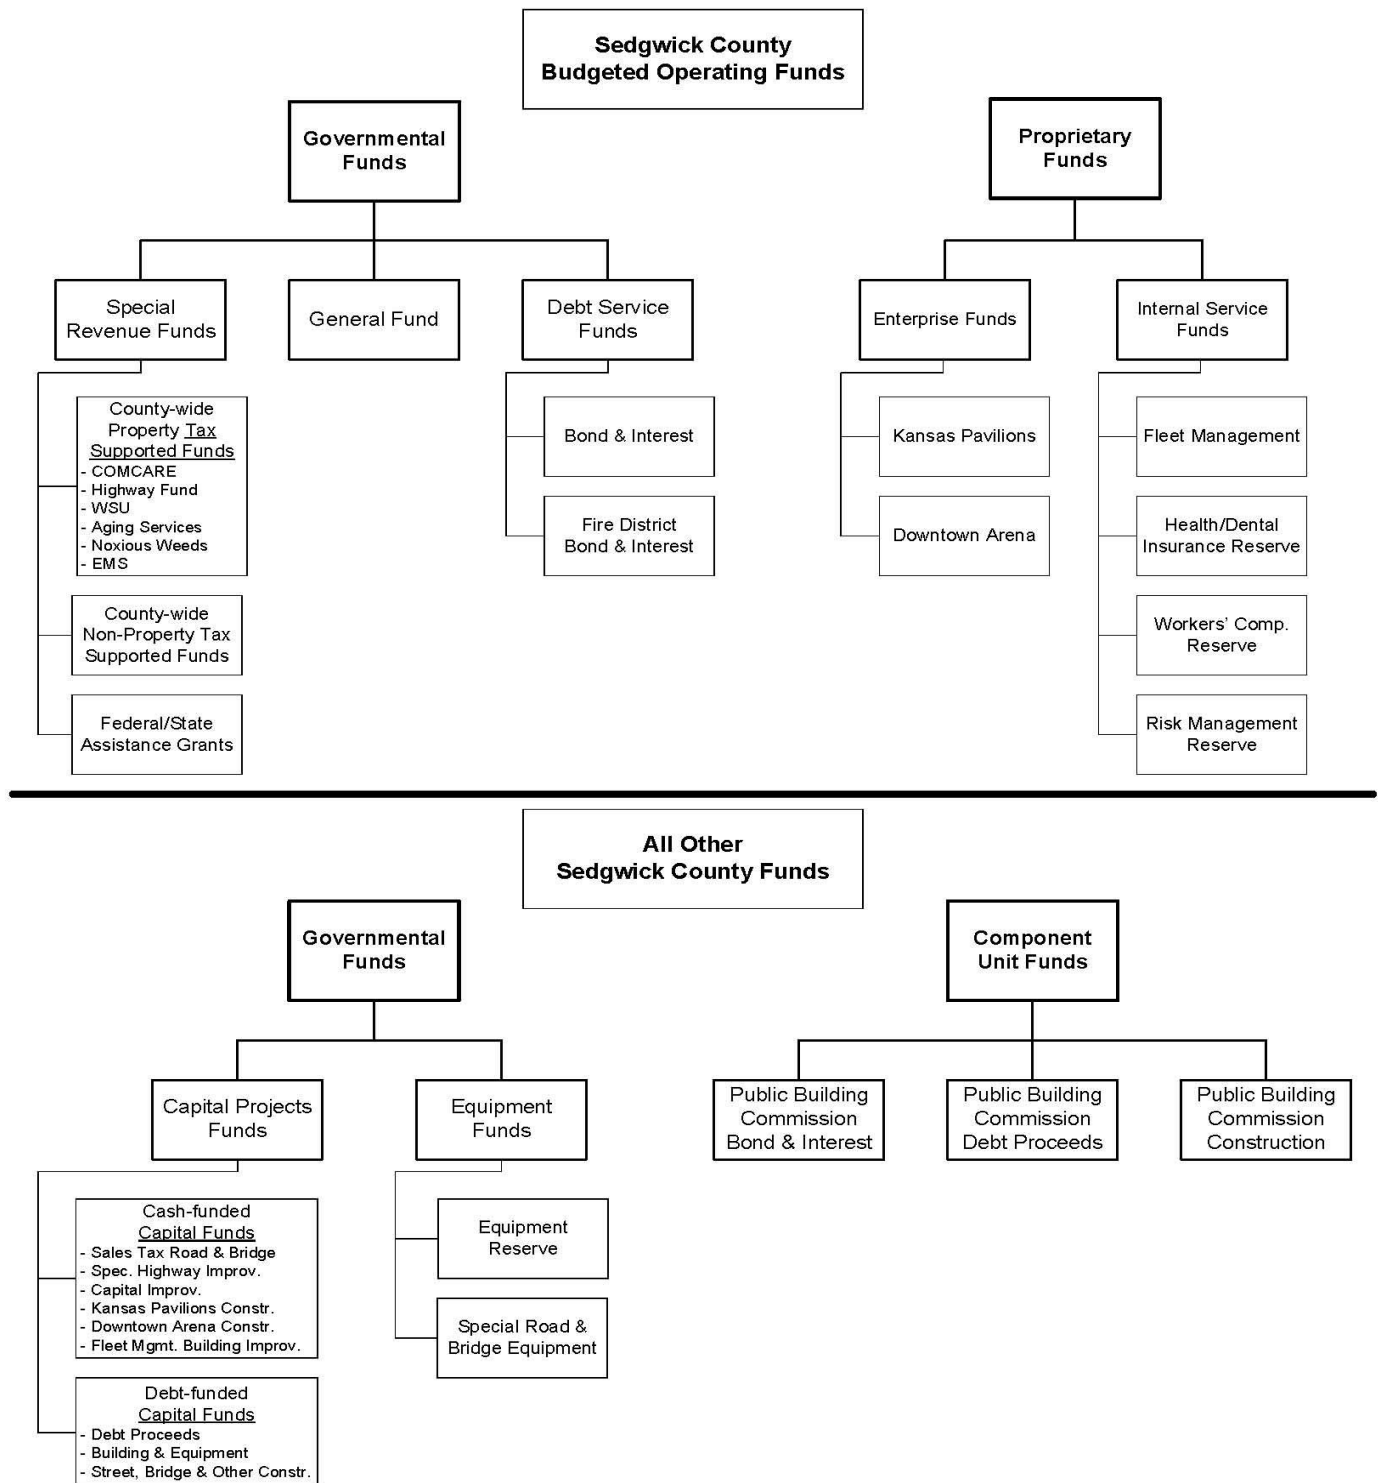 Sedgwick County
Budgeted Operating Funds
Governmental
Funds
Proprietary
Funds
Special
Revenue Funds
General Fund
Debt Service
Funds
Enterprise Funds
Internal Service
Funds
County-wide
Property Tax
Supported Funds
- COMCARE
- Highway Fund
- WSU
- Aging Services
- Noxious Weeds
- EMS
County-wide
Non-Property Tax
Supported Funds
Federal/State
Assistance Grants
Bond & Interest
Fire District
Bond & Interest
Kansas Pavilions
Downtown Arena
Fleet Management
Health/Dental
Insurance Reserve
Workers' Comp.
Reserve
Risk Management
Reserve
All Other
Sedgwick County Funds
Governmental
Funds
Component
Unit Funds
Capital Projects
Funds
Equipment
Funds
Public Building
Commission
Bond & Interest
Public Building
Commission
Debt Proceeds
Public Building
Commission
Construction
Cash-funded
Capital Funds
- Sales Tax Road & Bridge
- Spec. Highway Improv.
- Capital Improv.
- Kansas Pavilions Constr.
- Downtown Arena Constr.
- Fleet Mgmt. Building Improv.
Debt-funded
Capital Funds
- Debt Proceeds
- Building & Equipment
- Street, Bridge & Other Constr.
Equipment
Reserve
Special Road &
Bridge Equipment